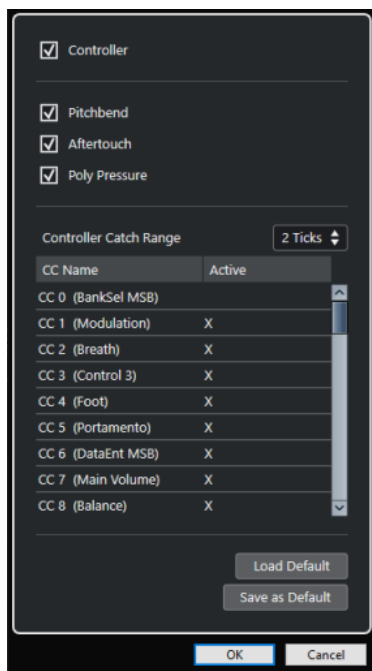 Controller
Pitchbend
Aftertouch
Poly Pressure
Controller Catch Range 2 Ticks
CC Name Active
CC 0 (BankSel MSB)
CC 1 (Modulation) X
CC 2 (Breath) X
CC 3 (Control 3) X
CC 4 (Foot) X
CC 5 (Portamento) X
CC 6 (DataEnt MSB) X
CC 7 (Main Volume) X
CC 8 (Balance) X
Load Default
Save as Default
OK Cancel